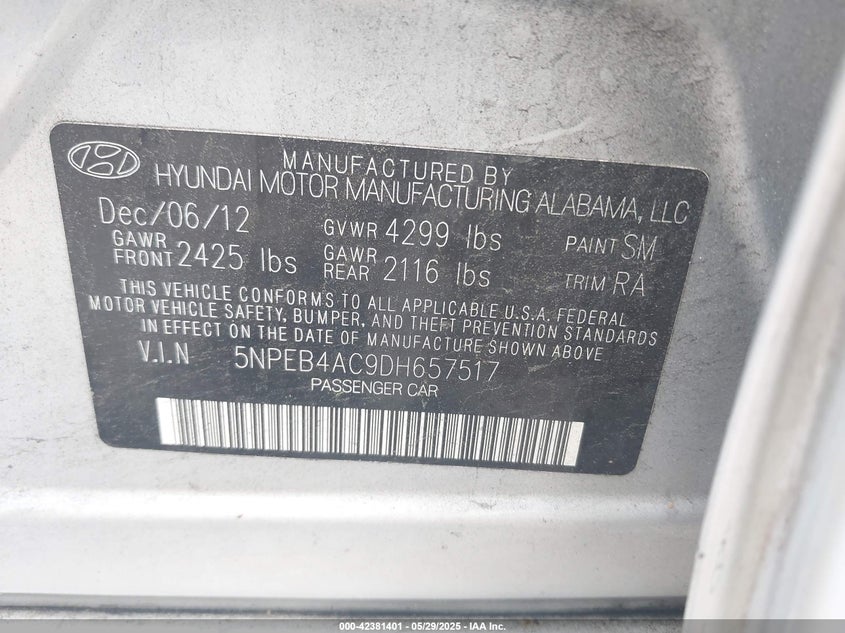 MANUFACTURED BY
HYUNDAI MOTOR MANUFACTURING ALABAMA, LLC
Dec/06/12 GVWR 4299 lbs PAINT SM
GAWR FRONT 2425 lbs GAWR REAR 2116 lbs TRIM RA
THIS VEHICLE CONFORMS TO ALL APPLICABLE U.S.A. FEDERAL
MOTOR VEHICLE SAFETY, BUMPER, AND THEFT PREVENTION STANDARDS
IN EFFECT ON THE DATE OF MANUFACTURE SHOWN ABOVE
V.I.N 5NPEB4AC9DH657517
PASSENGER CAR
000-42381401 - 05/29/2025 - IAA Inc.